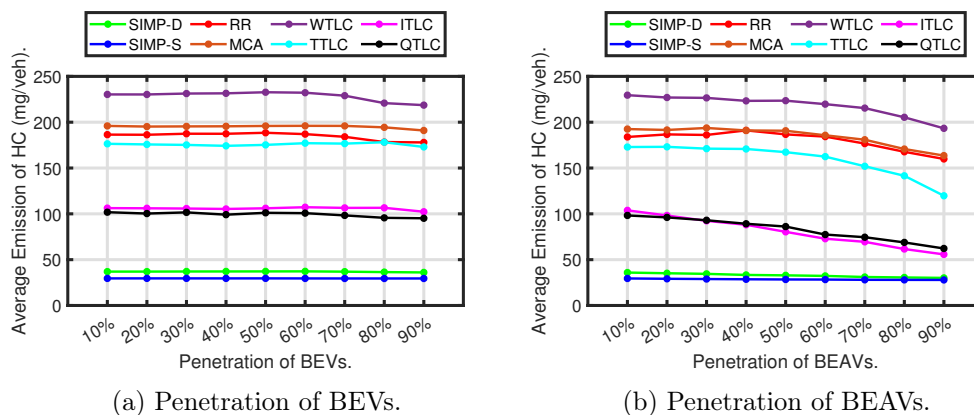 SIMP-D RR WTLC ITLC
SIMP-S MCA TTLC QTLC
Average Emission of HC (mg/veh).
250
200
150
100
50
0
10% 20% 30% 40% 50% 60% 70% 80% 90%
Penetration of BEVs.
(a) Penetration of BEVs.
SIMP-D RR WTLC ITLC
SIMP-S MCA TTLC QTLC
Average Emission of HC (mg/veh).
250
200
150
100
50
0
10% 20% 30% 40% 50% 60% 70% 80% 90%
Penetration of BEAVs.
(b) Penetration of BEAVs.